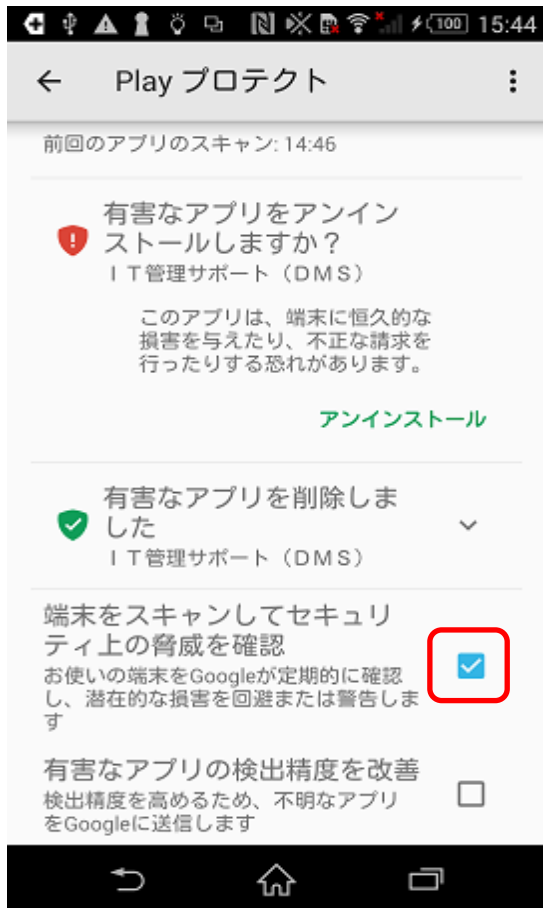 100 15:44
Play プロテクト
前回のアプリのスキャン: 14:46
有害なアプリをアンイン
ストールしますか？
ＩＴ管理サポート（DMS）
このアプリは、端末に恒久的な
損害を与えたり、不正な請求を
行ったりする恐れがあります。
アンインストール
有害なアプリを削除しま
した
ＩＴ管理サポート（DMS）
端末をスキャンしてセキュリ
ティ上の脅威を確認
お使いの端末をGoogleが定期的に確認
し、潜在的な損害を回避または警告しま
す
有害なアプリの検出精度を改善
検出精度を高めるため、不明なアプリ
をGoogleに送信します